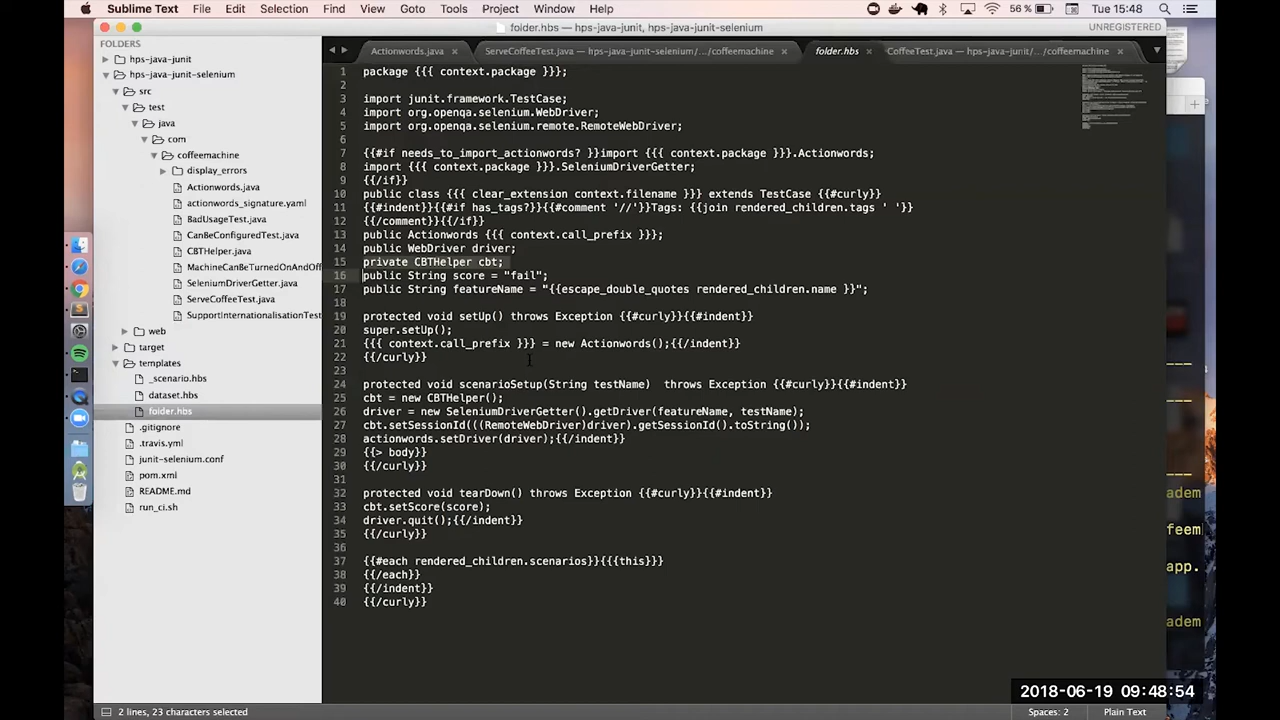 Sublime Text File Edit Selection Find View Goto Tools Project Window Help 56 % Tue 15:48
folder.hbs — hps-java-junit, hps-java-junit-selenium UNREGISTERED
FOLDERS
hps-java-junit
hps-java-junit-selenium
src
test
java
com
coffeemachine
display_errors
Actionwords.java
actionwords_signature.yaml
BadUsageTest.java
CanBeConfiguredTest.java
CBTHelper.java
MachineCanBeTurnedOnAndOff
SeleniumDriverGetter.java
ServeCoffeeTest.java
SupportInternationalisationTest
web
target
templates
_scenario.hbs
dataset.hbs
folder.hbs
.gitignore
.travis.yml
junit-selenium.conf
pom.xml
README.md
run_ci.sh
Actionwords.java × ServeCoffeeTest.java — hps-java-junit-selenium/.../coffeemachine × folder.hbs × CoffeeTest.java — hps-java-junit/.../coffeemachine ×
1 package {{{ context.package }}};
2
3 import junit.framework.TestCase;
4 import org.openqa.selenium.WebDriver;
5 import org.openqa.selenium.remote.RemoteWebDriver;
6
7 {{#if needs_to_import_actionwords? }}import {{{ context.package }}}.Actionwords;
8 import {{{ context.package }}}.SeleniumDriverGetter;
9 {{/if}}
10 public class {{{ clear_extension context.filename }}} extends TestCase {{#curly}}
11 {{#indent}}{{#if has_tags?}}{{#comment '//'}}Tags: {{join rendered_children.tags ' '}}
12 {{/comment}}{{/if}}
13 public Actionwords {{{ context.call_prefix }}};
14 public WebDriver driver;
15 private CBTHelper cbt;
16 public String score = "fail";
17 public String featureName = "{{escape_double_quotes rendered_children.name }}";
18
19 protected void setUp() throws Exception {{#curly}}{{#indent}}
20 super.setUp();
21 {{{ context.call_prefix }}} = new Actionwords();{{/indent}}
22 {{/curly}}
23
24 protected void scenarioSetup(String testName)  throws Exception {{#curly}}{{#indent}}
25 cbt = new CBTHelper();
26 driver = new SeleniumDriverGetter().getDriver(featureName, testName);
27 cbt.setSessionId(((RemoteWebDriver)driver).getSessionId().toString());
28 actionwords.setDriver(driver);{{/indent}}
29 {{> body}}
30 {{/curly}}
31
32 protected void tearDown() throws Exception {{#curly}}{{#indent}}
33 cbt.setScore(score);
34 driver.quit();{{/indent}}
35 {{/curly}}
36
37 {{#each rendered_children.scenarios}}{{{this}}}
38 {{/each}}
39 {{/indent}}
40 {{/curly}}
adem
feeml
app.
adem
2018-06-19 09:48:54
2 lines, 23 characters selected Spaces: 2 Plain Text